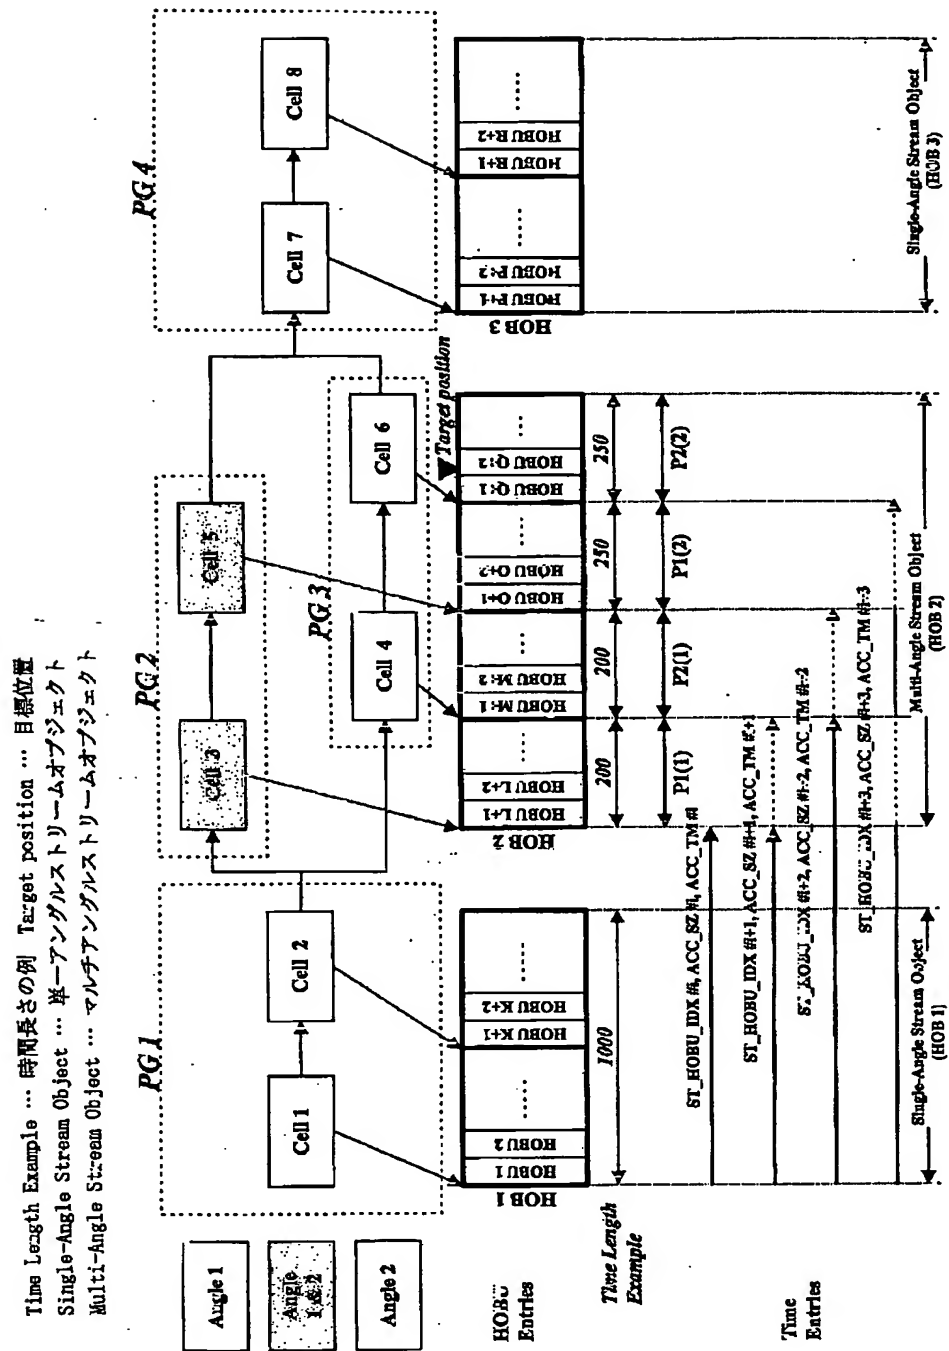 Time Length Example … 時間長さの例 Target position … 目標位置
Single-Angle Stream Object … 単一アングルストリームオブジェクト
Multi-Angle Stream Object … マルチアングルストリームオブジェクト
PG 1
PG 2
PG 3
PG 4
Angle 1
Angle 1 & 2
Angle 2
Cell 1
Cell 2
Cell 3
Cell 5
Cell 4
Cell 6
Cell 7
Cell 8
Target position
HOBU Entries
HOB 1
HOBU 1
HOBU 2
......
HOBU K+1
HOBU K+2
......
HOB 2
HOBU L+1
HOBU L+2
...
HOBU M+1
HOBU M+2
...
HOBU O+1
HOBU O+2
...
HOBU Q+1
HOBU Q+2
...
HOB 3
HOBU P+1
HOBU P+2
......
HOBU R+1
HOBU R+2
......
Time Length Example
1000
200
200
250
250
P1(1)
P2(1)
P1(2)
P2(2)
Time Entries
ST_HOBU_IDX #i, ACC_SZ #i, ACC_TM #i
ST_HOBU_IDX #i+1, ACC_SZ #i+1, ACC_TM #i+1
ST_HOBU_IDX #i+2, ACC_SZ #i+2, ACC_TM #i+2
ST_HOBU_IDX #i+3, ACC_SZ #i+3, ACC_TM #i+3
Single-Angle Stream Object
(HOB 1)
Multi-Angle Stream Object
(HOB 2)
Single-Angle Stream Object
(HOB 3)